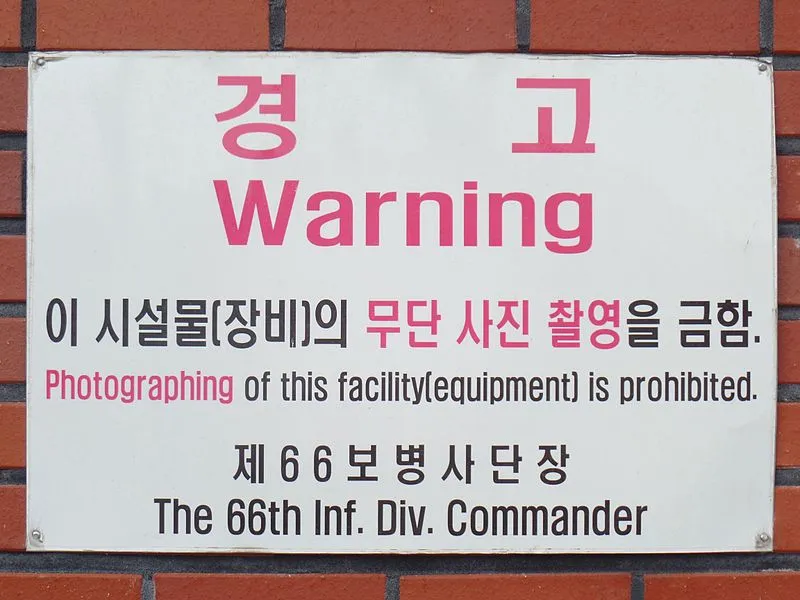 경 고
Warning
이 시설물(장비)의 무단 사진 촬영을 금함.
Photographing of this facility(equipment) is prohibited.
제 6 6 보 병 사 단 장
The 66th Inf. Div. Commander